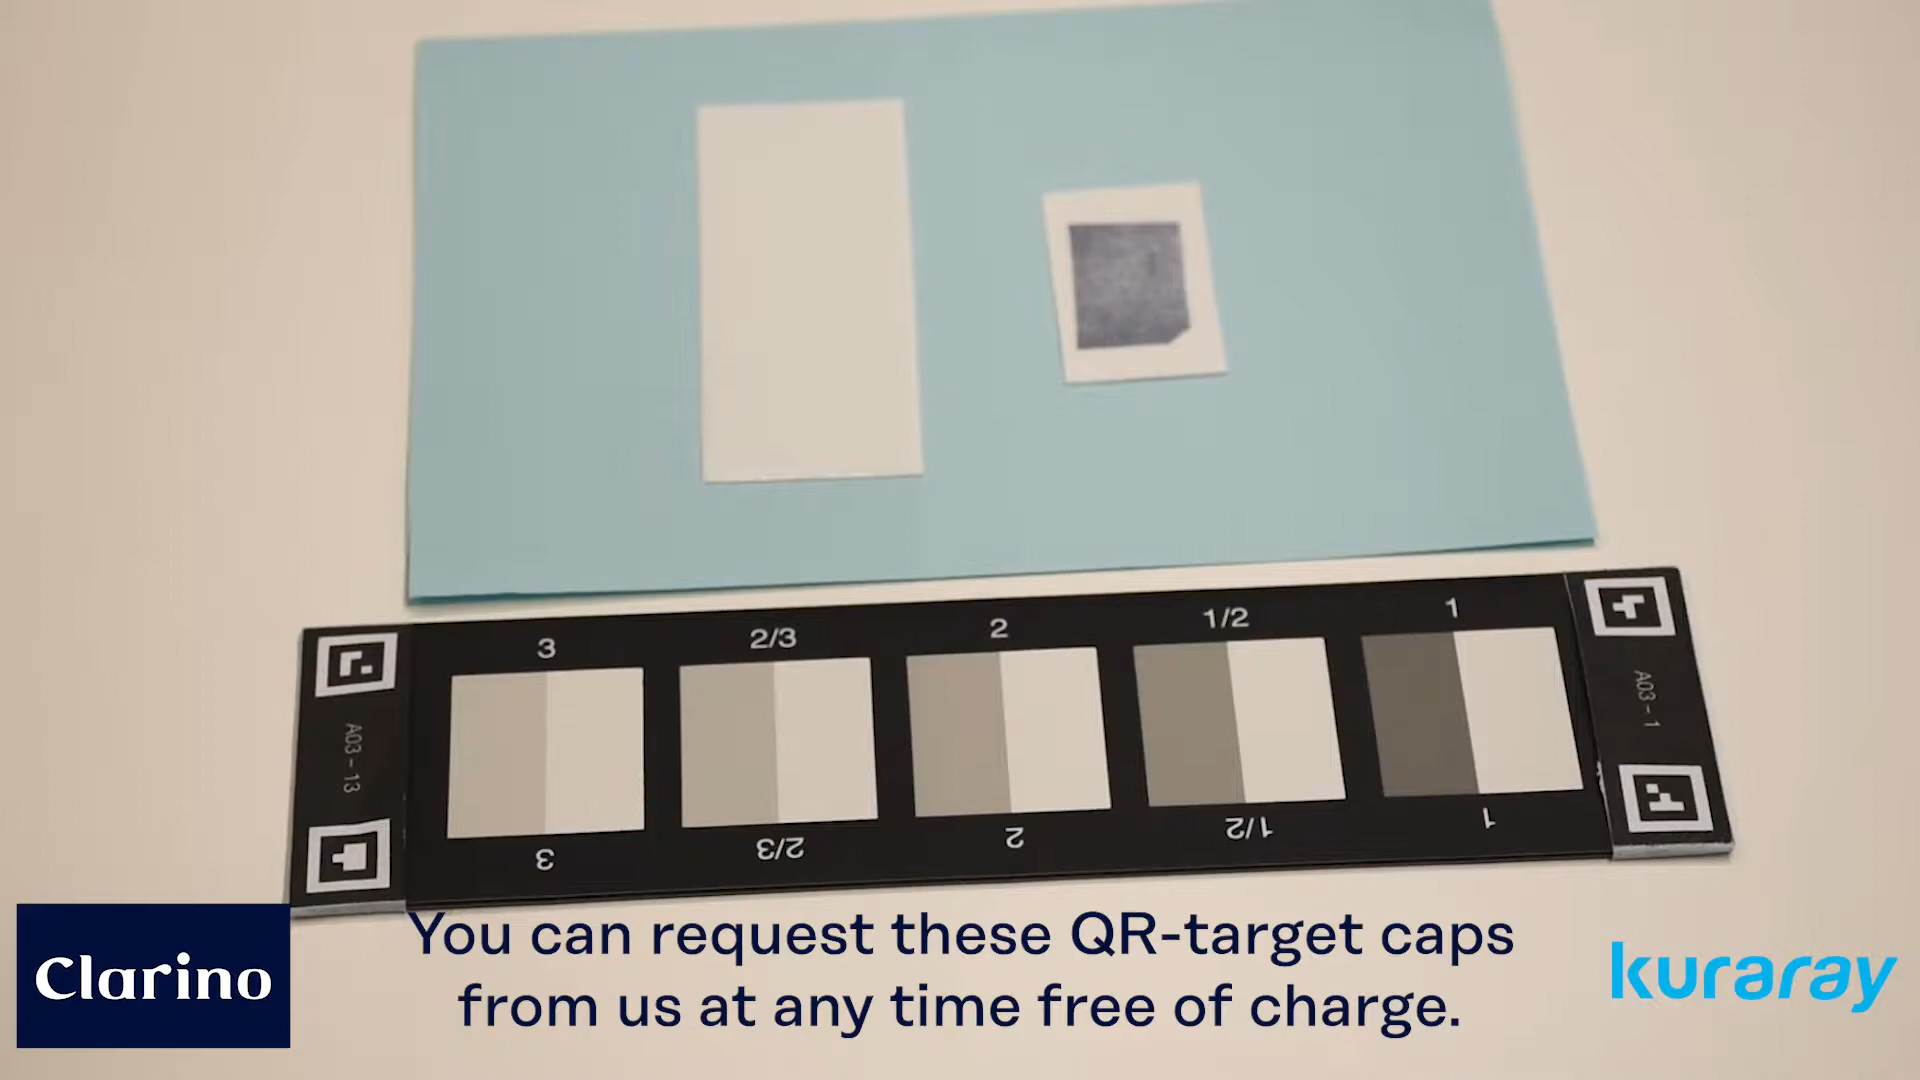 3 2/3 2 1/2 1
A03-13
A03-1
3 2/3 2 1/2 1
Clarino
You can request these QR-target caps
from us at any time free of charge.
kuraray